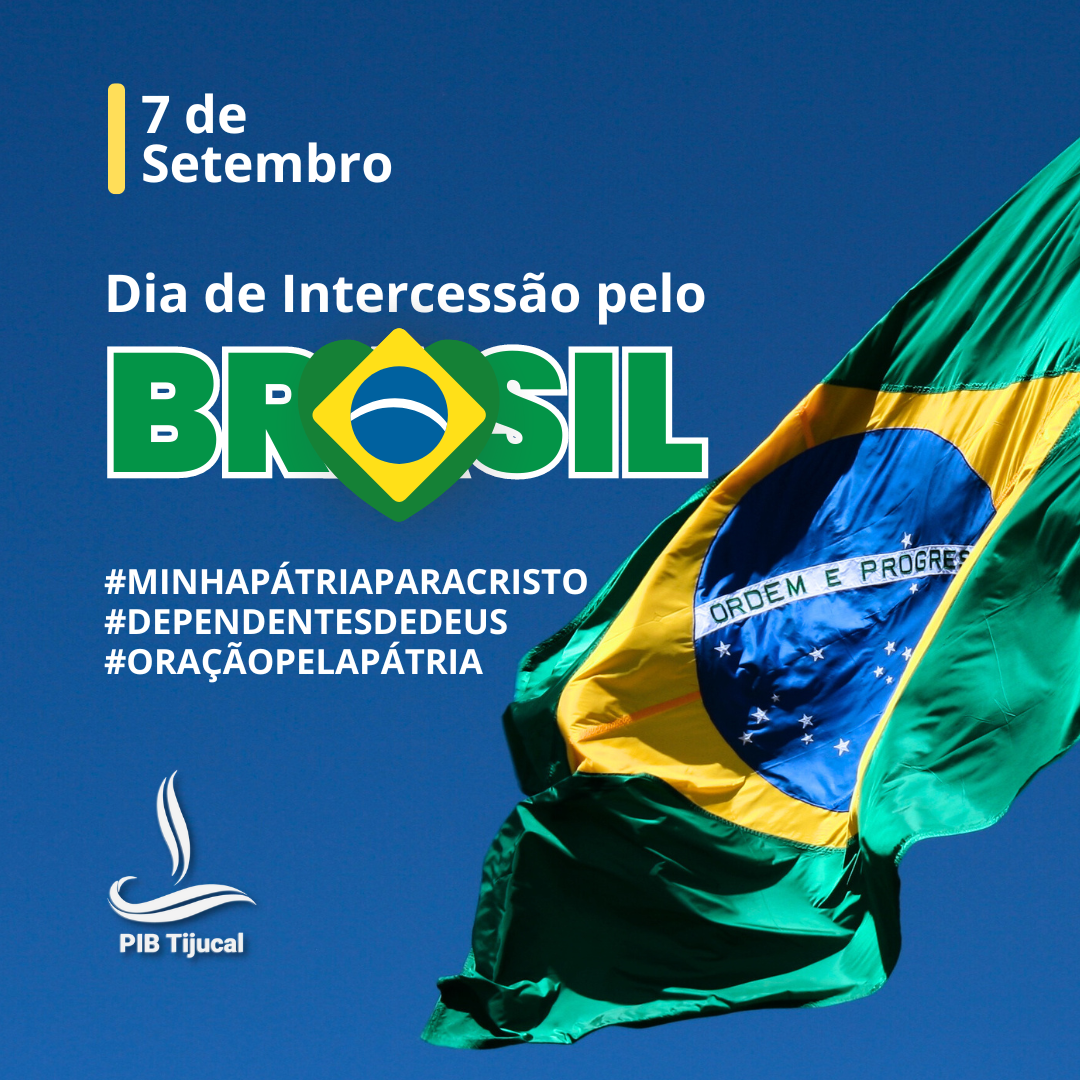 7 de
Setembro
Dia de Intercessão pelo
BRASIL
#MINHAPÁTRIAPARACRISTO
#DEPENDENTESDEDEUS
#ORAÇÃOPELAPÁTRIA
ORDEM E PROGRES
PIB Tijucal